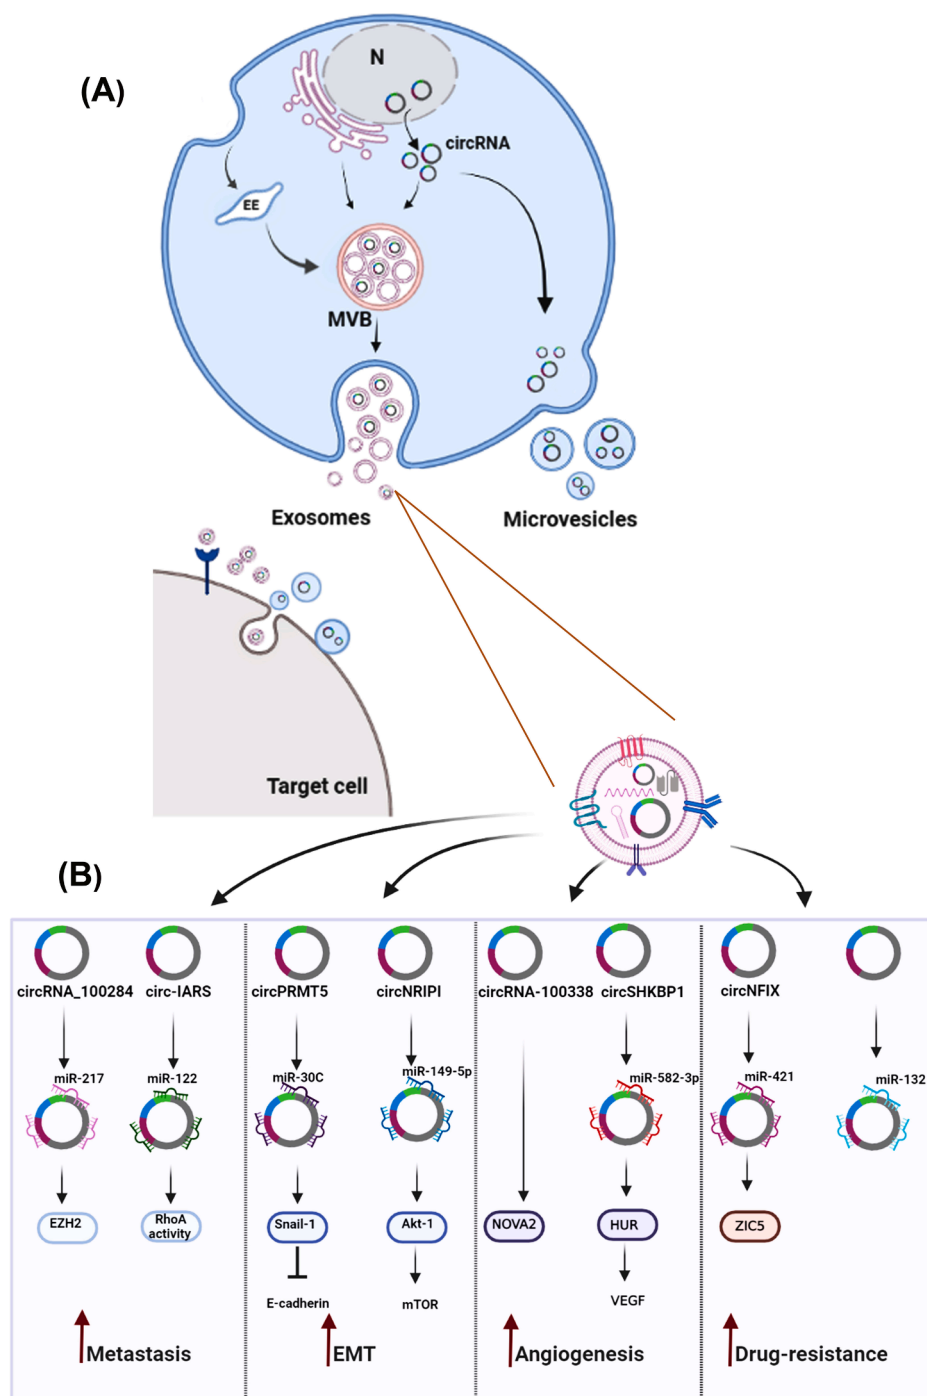 N
(A)
circRNA
EE
MVB
Exosomes
Microvesicles
Target cell
(B)
circRNA_100284
circ-IARS
circPRMT5
circNRIPI
circRNA-100338
circSHKBP1
circNFIX
miR-217
miR-122
miR-30C
miR-149-5p
miR-582-3p
miR-421
miR-132
EZH2
RhoA
activity
Snail-1
Akt-1
NOVA2
HUR
ZIC5
E-cadherin
mTOR
VEGF
Metastasis
EMT
Angiogenesis
Drug-resistance